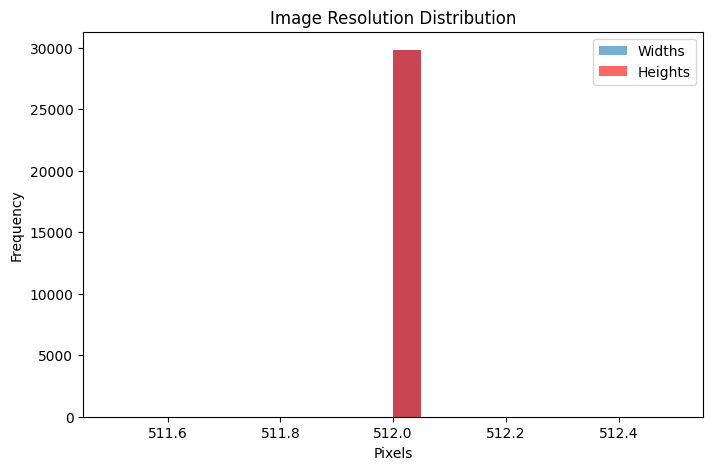 Image Resolution Distribution
Widths
Heights
30000
25000
20000
15000
10000
5000
0
Frequency
511.6 511.8 512.0 512.2 512.4
Pixels